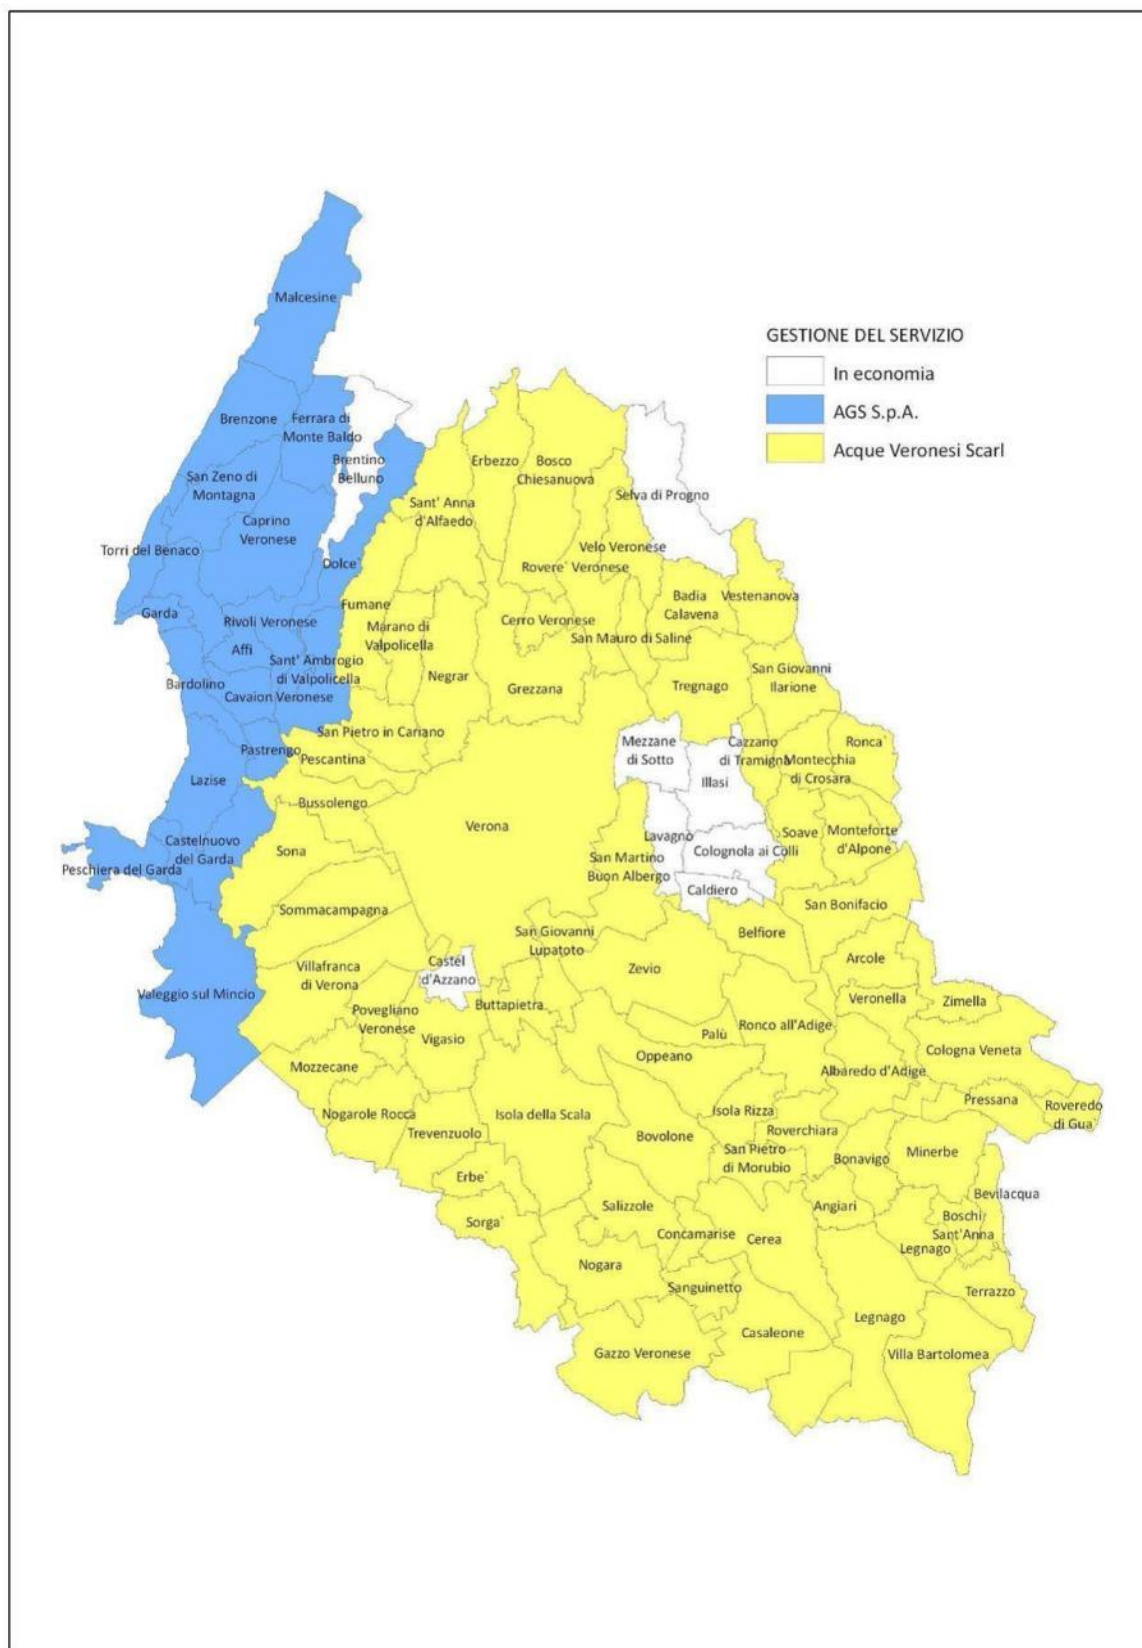 GESTIONE DEL SERVIZIO
In economia
AGS S.p.A.
Acque Veronesi Scarl
Malcesine
Brenzone
Ferrara di
Monte Baldo
Brentino
Belluno
San Zeno di
Montagna
Caprino
Veronese
Torri del Benaco
Dolce`
Garda
Rivoli Veronese
Affi
Sant' Ambrogio
di Valpolicella
Bardolino
Cavaion Veronese
Pastrengo
Lazise
Castelnuovo
del Garda
Peschiera del Garda
Valeggio sul Mincio
Erbezzo
Bosco
Chiesanuova
Selva di Progno
Sant' Anna
d'Alfaedo
Velo Veronese
Rovere` Veronese
Badia
Calavena
Vestenanova
Fumane
Marano di
Valpolicella
Cerro Veronese
San Mauro di Saline
Negrar
Grezzana
Tregnago
San Giovanni
Ilarione
San Pietro in Cariano
Pescantina
Mezzane
di Sotto
Cazzano
di Tramigna
Illasi
Ronca`
Montecchia
di Crosara
Bussolengo
Verona
Sona
Lavagno
Colognola ai Colli
Soave
Monteforte
d'Alpone
San Martino
Buon Albergo
Caldiero
San Bonifacio
Sommacampagna
San Giovanni
Lupatoto
Belfiore
Villafranca
di Verona
Castel
d'Azzano
Zevio
Arcole
Buttapietra
Povegliano
Veronese
Vigasio
Palù
Ronco all'Adige
Veronella
Zimella
Mozzecane
Oppeano
Albaredo d'Adige
Cologna Veneta
Nogarole Rocca
Trevenzuolo
Isola della Scala
Isola Rizza
Pressana
Roveredo
di Gua`
Bovolone
Roverchiara
San Pietro
di Morubio
Bonavigo
Minerbe
Erbe`
Bevilacqua
Sorga`
Salizzole
Angiari
Boschi
Sant'Anna
Concamarise
Cerea
Legnago
Nogara
Sanguinetto
Terrazzo
Legnago
Casaleone
Gazzo Veronese
Villa Bartolomea